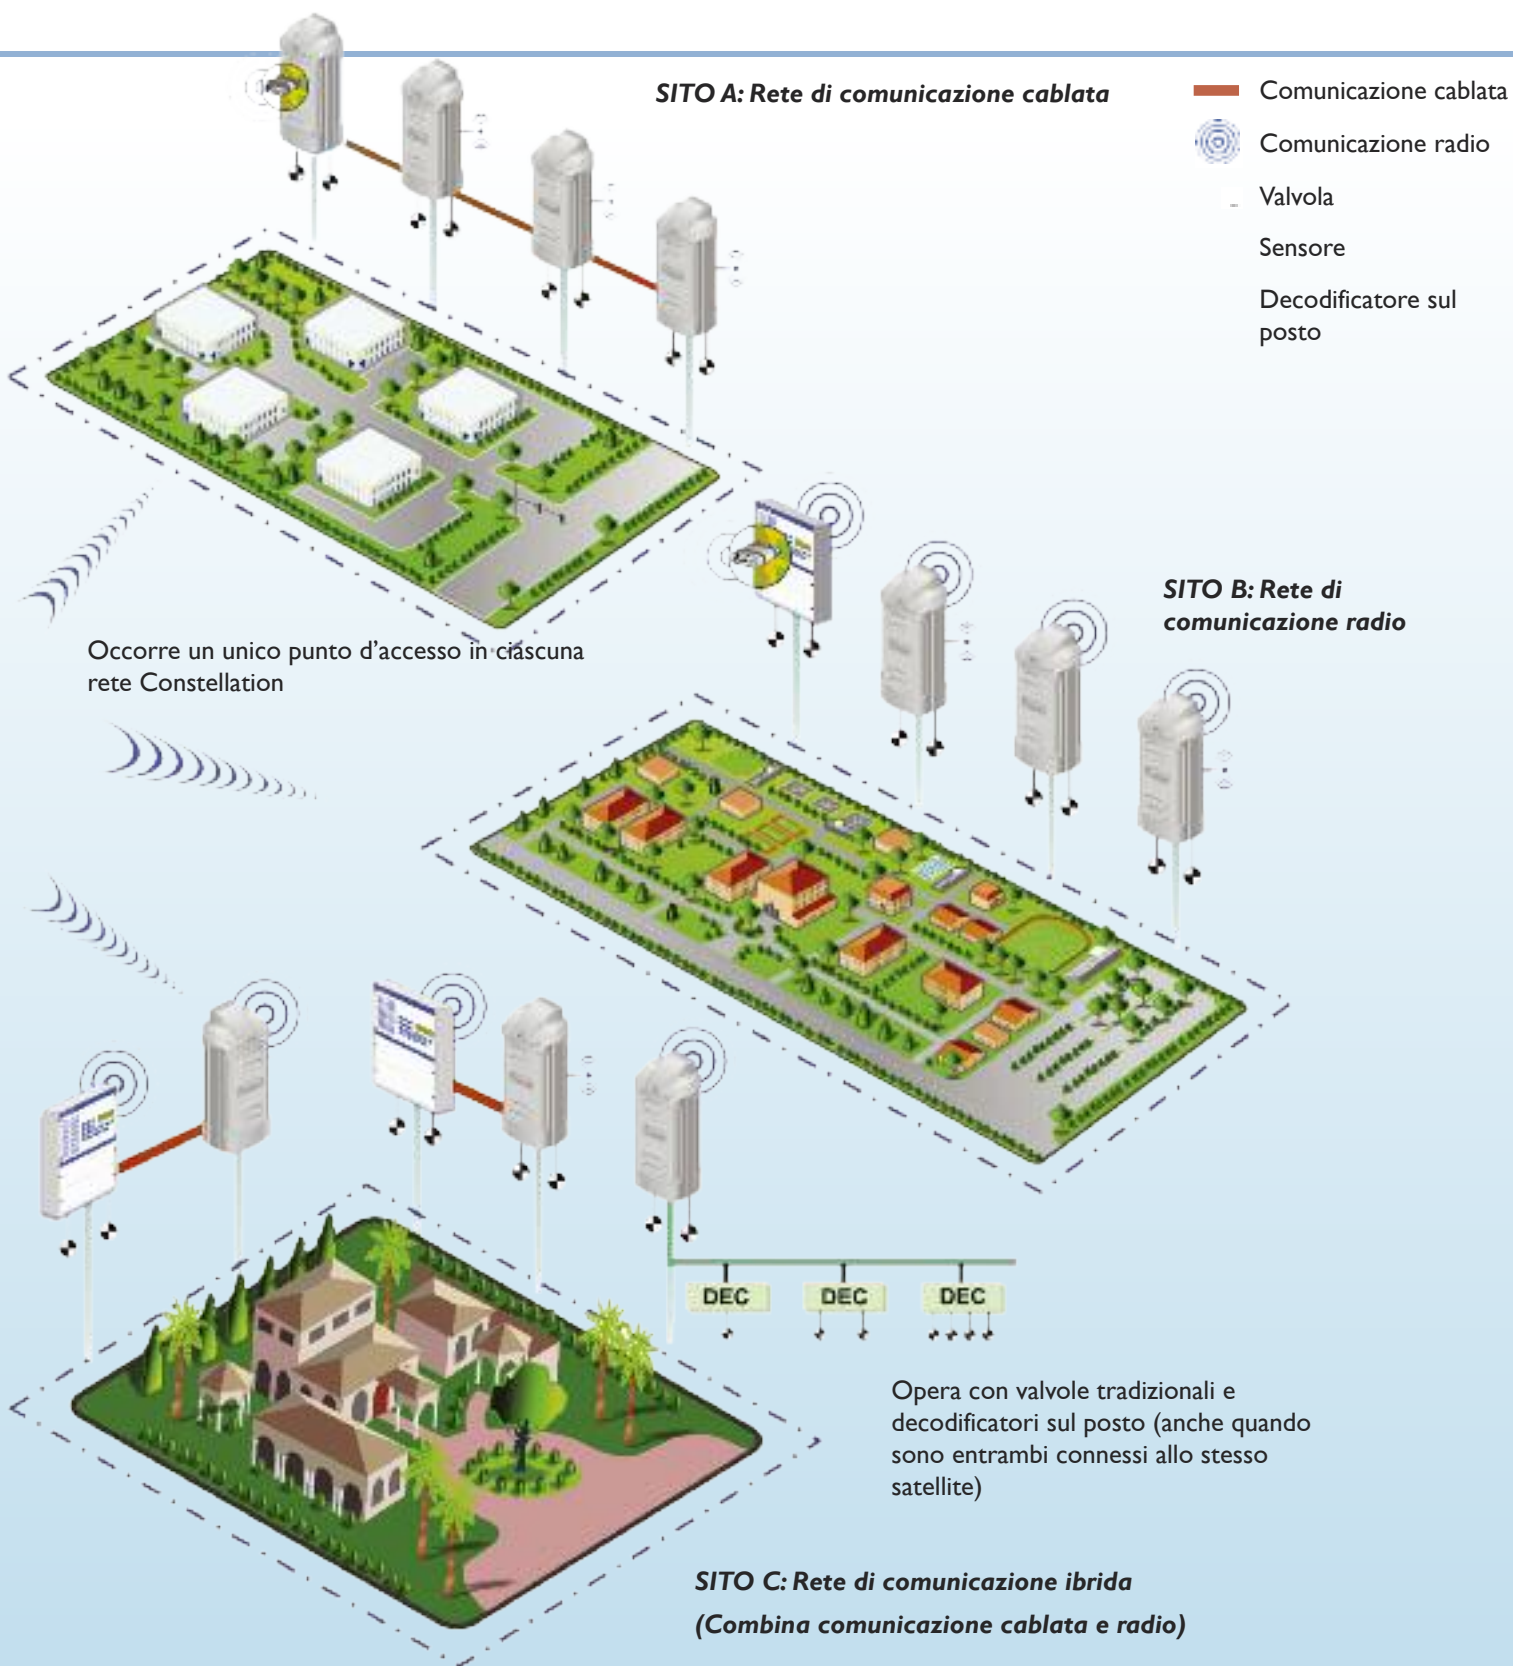 SITO A: Rete di comunicazione cablata
Comunicazione cablata
Comunicazione radio
Valvola
Sensore
Decodificatore sul
posto
SITO B: Rete di
comunicazione radio
Occorre un unico punto d’accesso in ciascuna
rete Constellation
DEC DEC DEC
Opera con valvole tradizionali e
decodificatori sul posto (anche quando
sono entrambi connessi allo stesso
satellite)
SITO C: Rete di comunicazione ibrida
(Combina comunicazione cablata e radio)